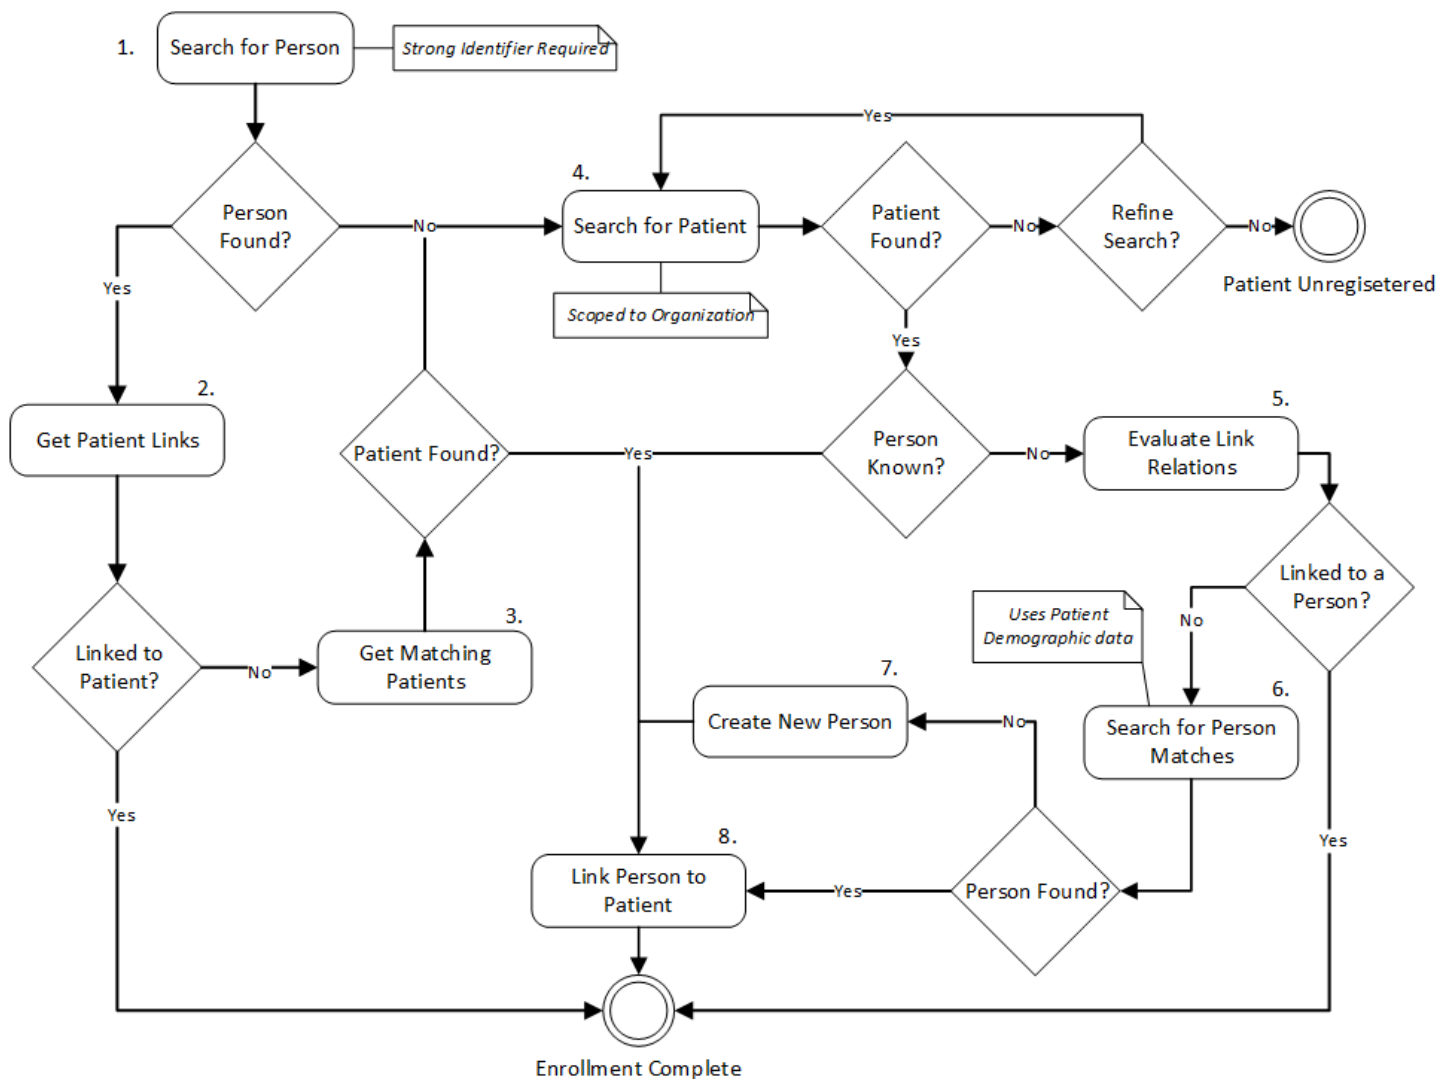 1.
Search for Person
Strong Identifier Required
Yes
4.
Person
Found?
No
Search for Patient
Patient
Found?
No
Refine
Search?
No
Patient Unregisetered
Yes
Scoped to Organization
Yes
2.
Get Patient Links
Patient Found?
Yes
Person
Known?
No
5.
Evaluate Link
Relations
Linked to a
Person?
Uses Patient
Demographic data
No
3.
Linked to
Patient?
No
Get Matching
Patients
7.
Create New Person
No
6.
Search for Person
Matches
Yes
8.
Link Person to
Patient
Yes
Person Found?
Yes
Enrollment Complete